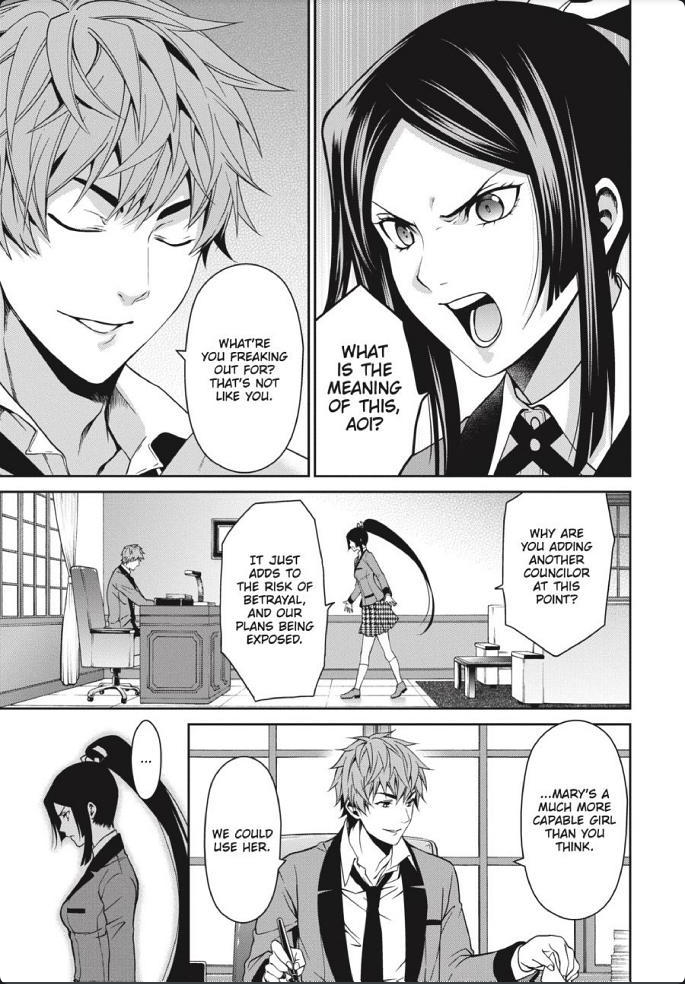 WHAT
IS THE
MEANING
OF THIS,
AOI?
WHAT'RE
YOU FREAKING
OUT FOR?
THAT'S NOT
LIKE YOU.
WHY ARE
YOU ADDING
ANOTHER
COUNCILOR
AT THIS
POINT?
IT JUST
ADDS TO
THE RISK OF
BETRAYAL,
AND OUR
PLANS BEING
EXPOSED.
...MARY'S A
MUCH MORE
CAPABLE GIRL
THAN YOU
THINK.
WE COULD
USE HER.
...